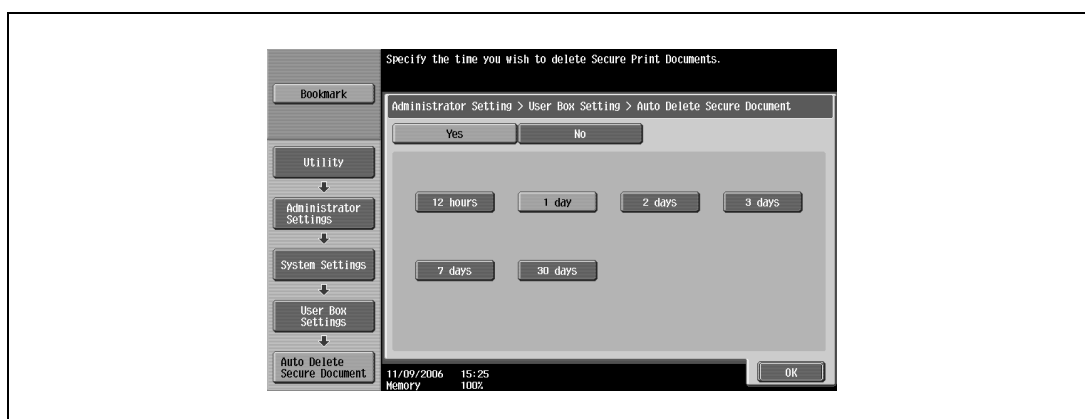 Specify the time you wish to delete Secure Print Documents.
Bookmark
Administrator Setting > User Box Setting > Auto Delete Secure Document
Yes
No
Utility
Administrator
Settings
System Settings
User Box
Settings
Auto Delete
Secure Document
12 hours
1 day
2 days
3 days
7 days
30 days
11/09/2006 15:25
Memory 100%
OK